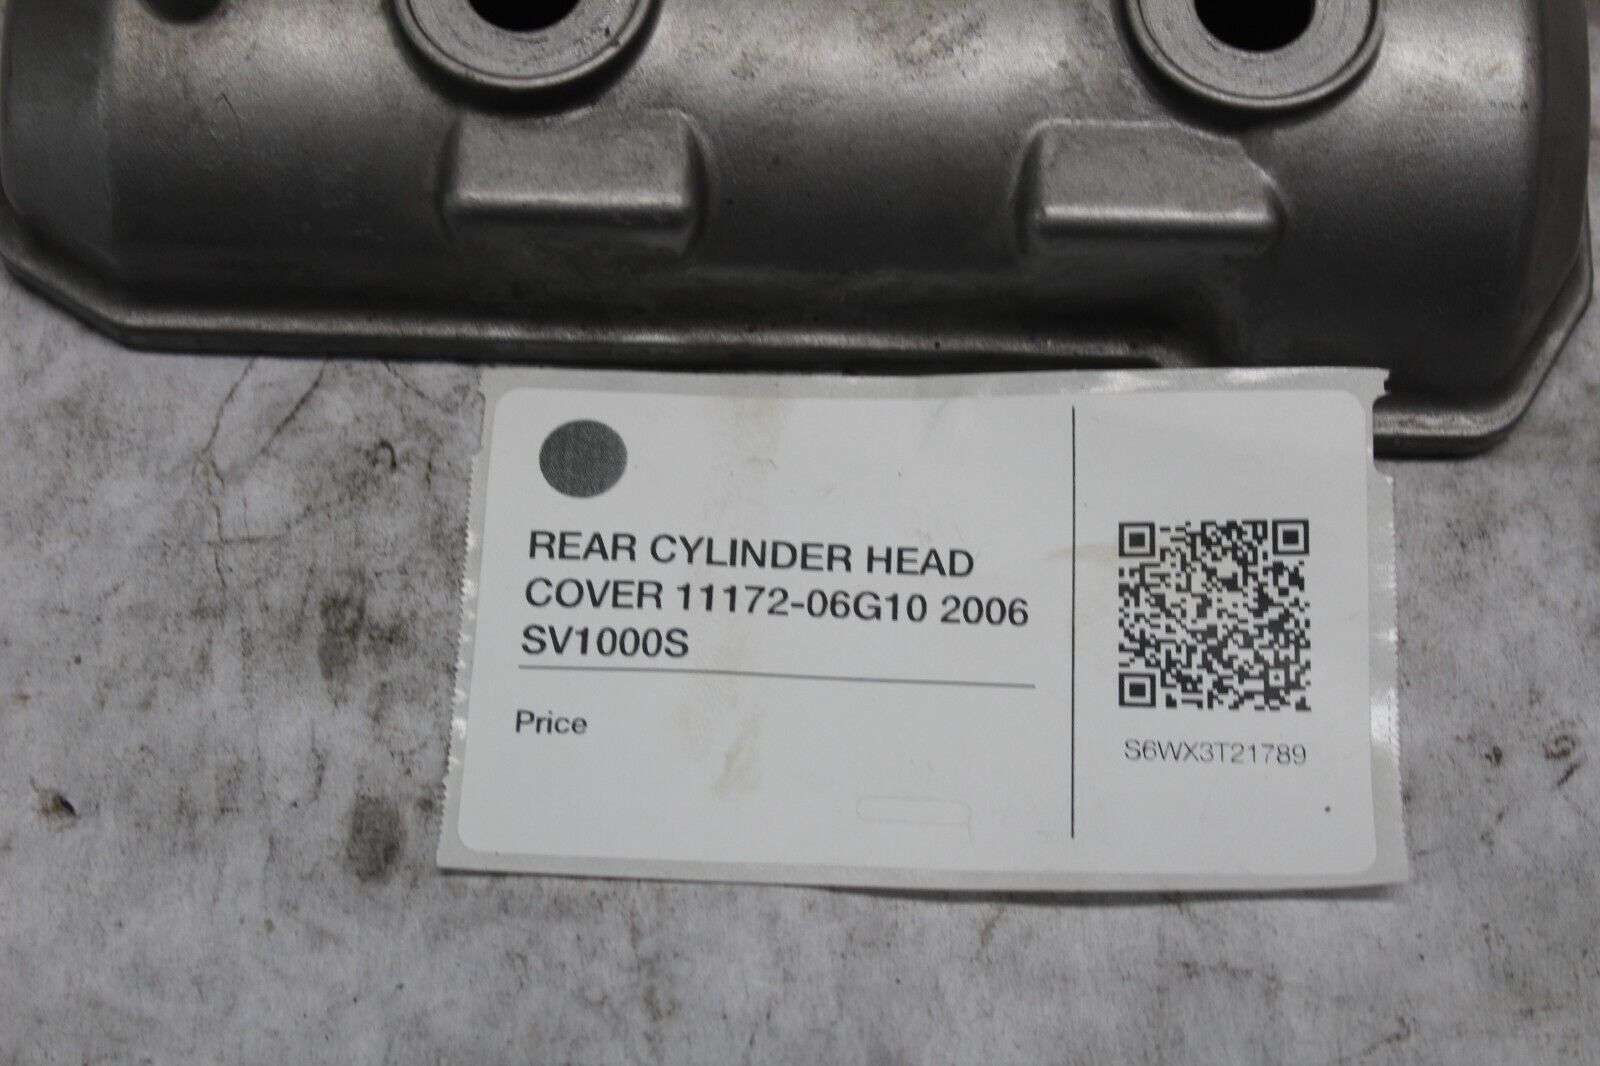 REAR CYLINDER HEAD
COVER 11172-06G10 2006
SV1000S
Price
S6WX3T21789